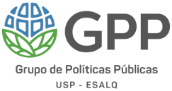 GPP
Grupo de Políticas Públicas
USP - ESALQ